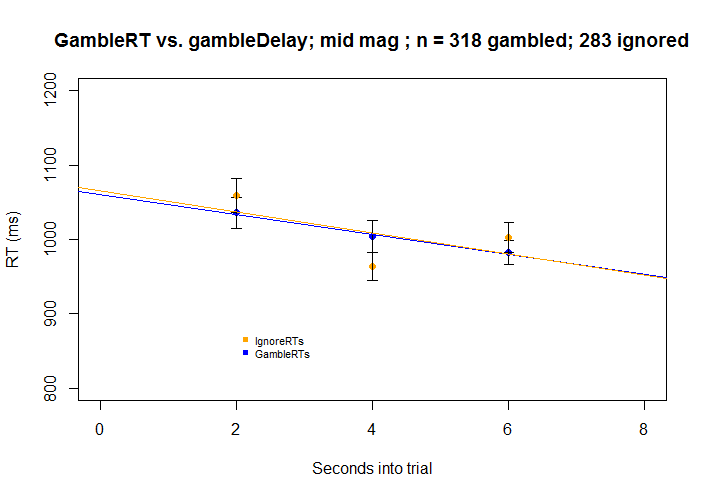 GambleRT vs. gambleDelay; mid mag ; n = 318 gambled; 283 ignored
RT (ms)
1200
1100
1000
900
800
IgnoreRTs
GambleRTs
0 2 4 6 8
Seconds into trial